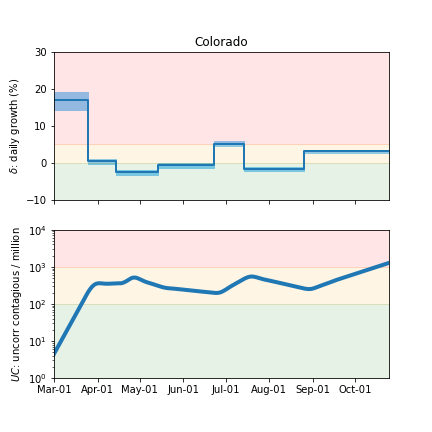 Colorado
δ: daily growth (%)
30
20
10
0
−10
UC: uncorr contagious / million
10⁴
10³
10²
10¹
10⁰
Mar-01 Apr-01 May-01 Jun-01 Jul-01 Aug-01 Sep-01 Oct-01